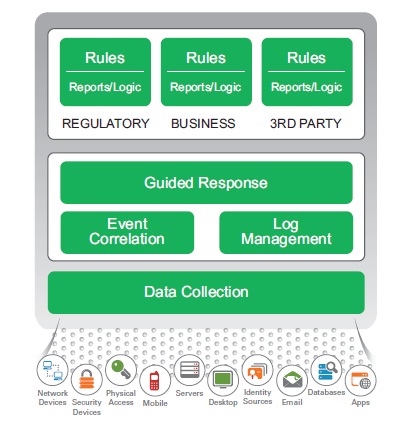 Rules Rules Rules
Reports/Logic Reports/Logic Reports/Logic
REGULATORY BUSINESS 3RD PARTY
Guided Response
Event
Correlation
Log
Management
Data Collection
Network
Devices
Security
Devices
Physical
Access
Mobile
Servers
Desktop
Identity
Sources
Email
Databases
Apps